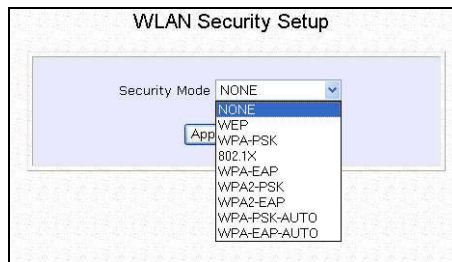 WLAN Security Setup
Security Mode NONE
NONE
WEP
App
WPA-PSK
802.1X
WPA-EAP
WPA2-PSK
WPA2-EAP
WPA-PSK-AUTO
WPA-EAP-AUTO